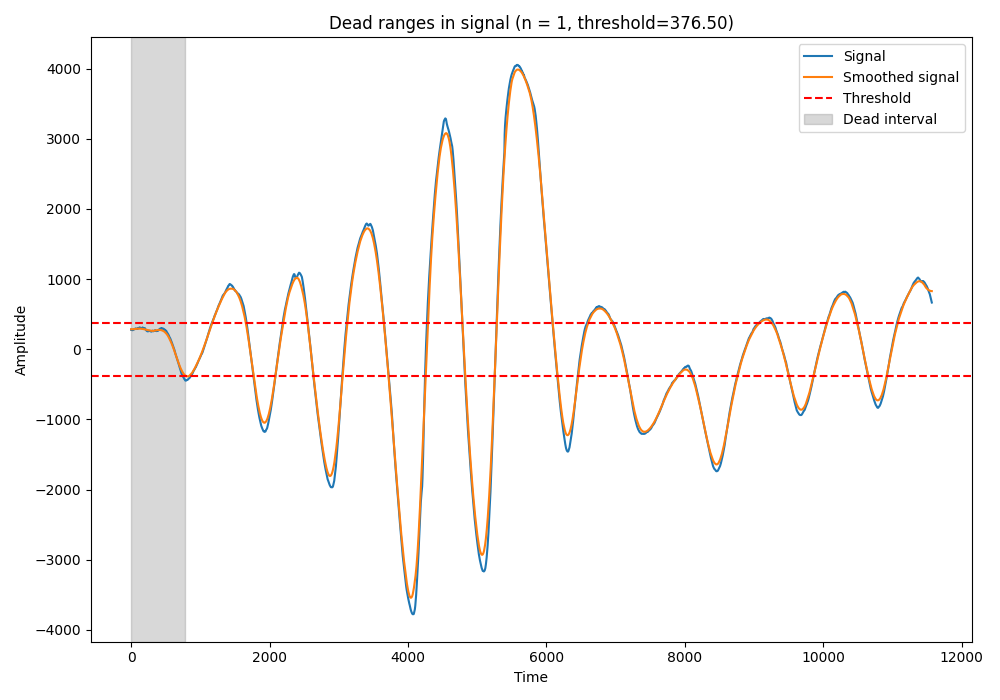 Dead ranges in signal (n = 1, threshold=376.50)
Signal
Smoothed signal
Threshold
Dead interval
Amplitude
4000
3000
2000
1000
0
−1000
−2000
−3000
−4000
0 2000 4000 6000 8000 10000 12000
Time